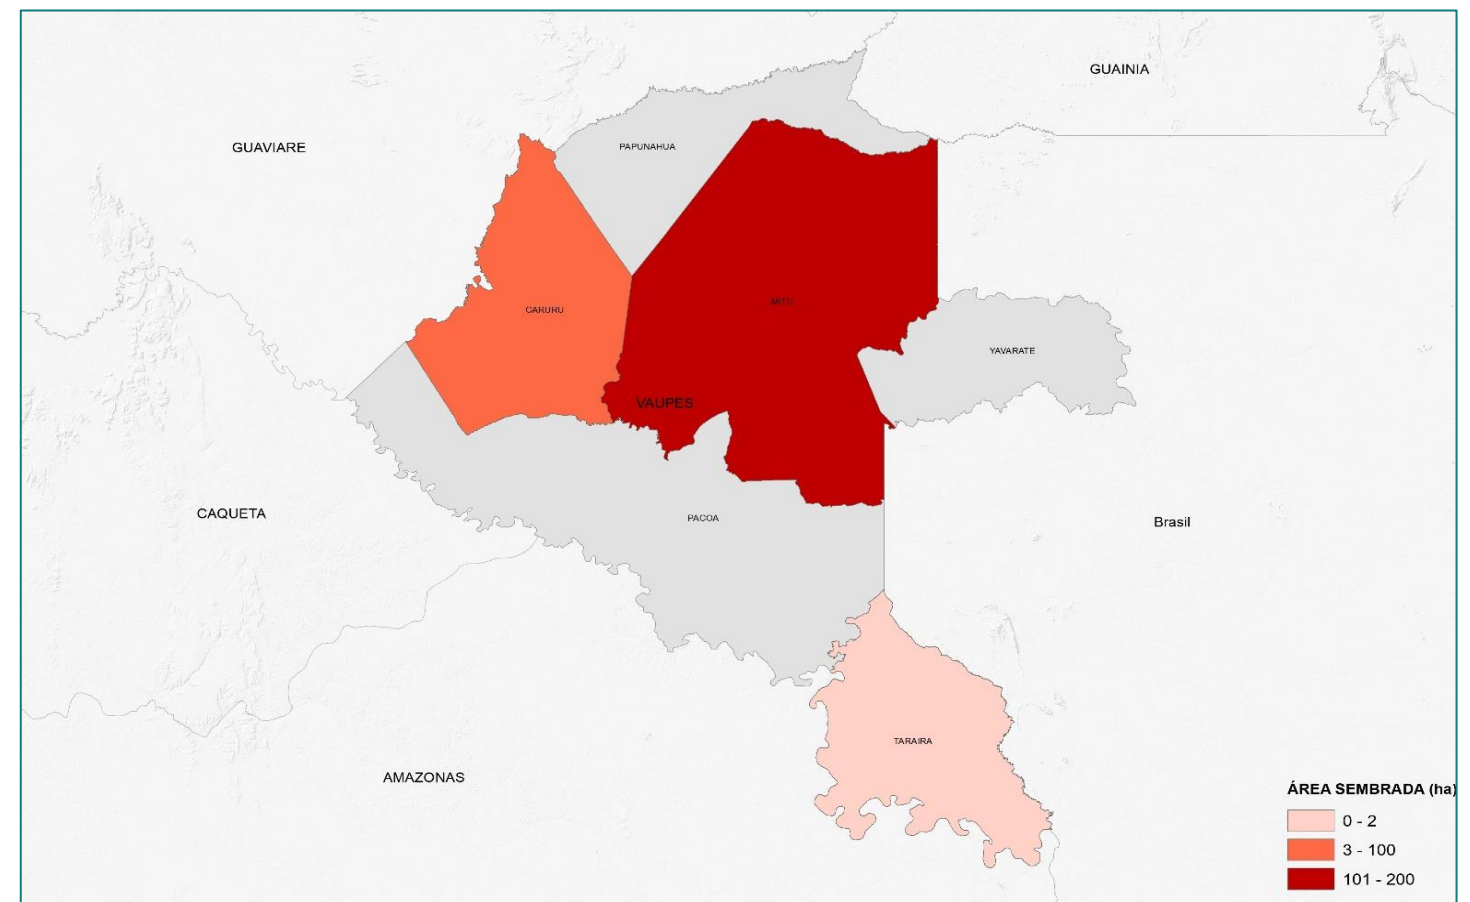 GUAINIA
GUAVIARE
PAPUNAHUA
MITU
CARURU
YAVARATE
VAUPES
CAQUETA
PACOA
Brasil
TARAIRA
AMAZONAS
ÁREA SEMBRADA (ha)
0 - 2
3 - 100
101 - 200